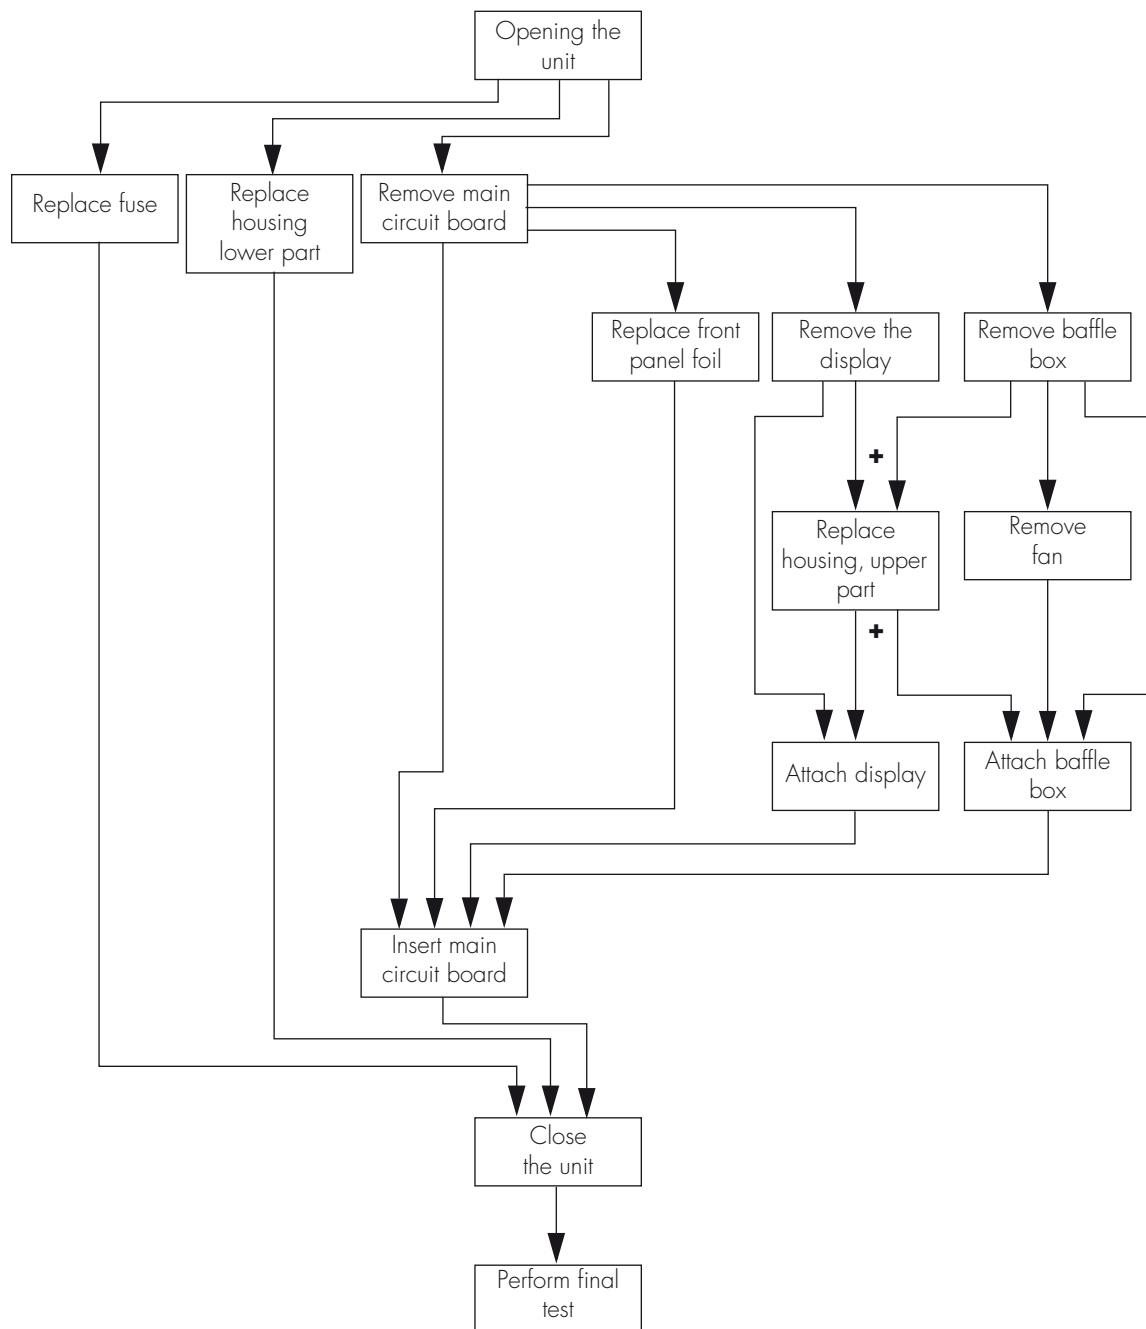 Opening the
unit
Replace fuse
Replace
housing
lower part
Remove main
circuit board
Replace front
panel foil
Remove the
display
Remove baffle
box
+
Replace
housing, upper
part
Remove
fan
+
Attach display
Attach baffle
box
Insert main
circuit board
Close
the unit
Perform final
test